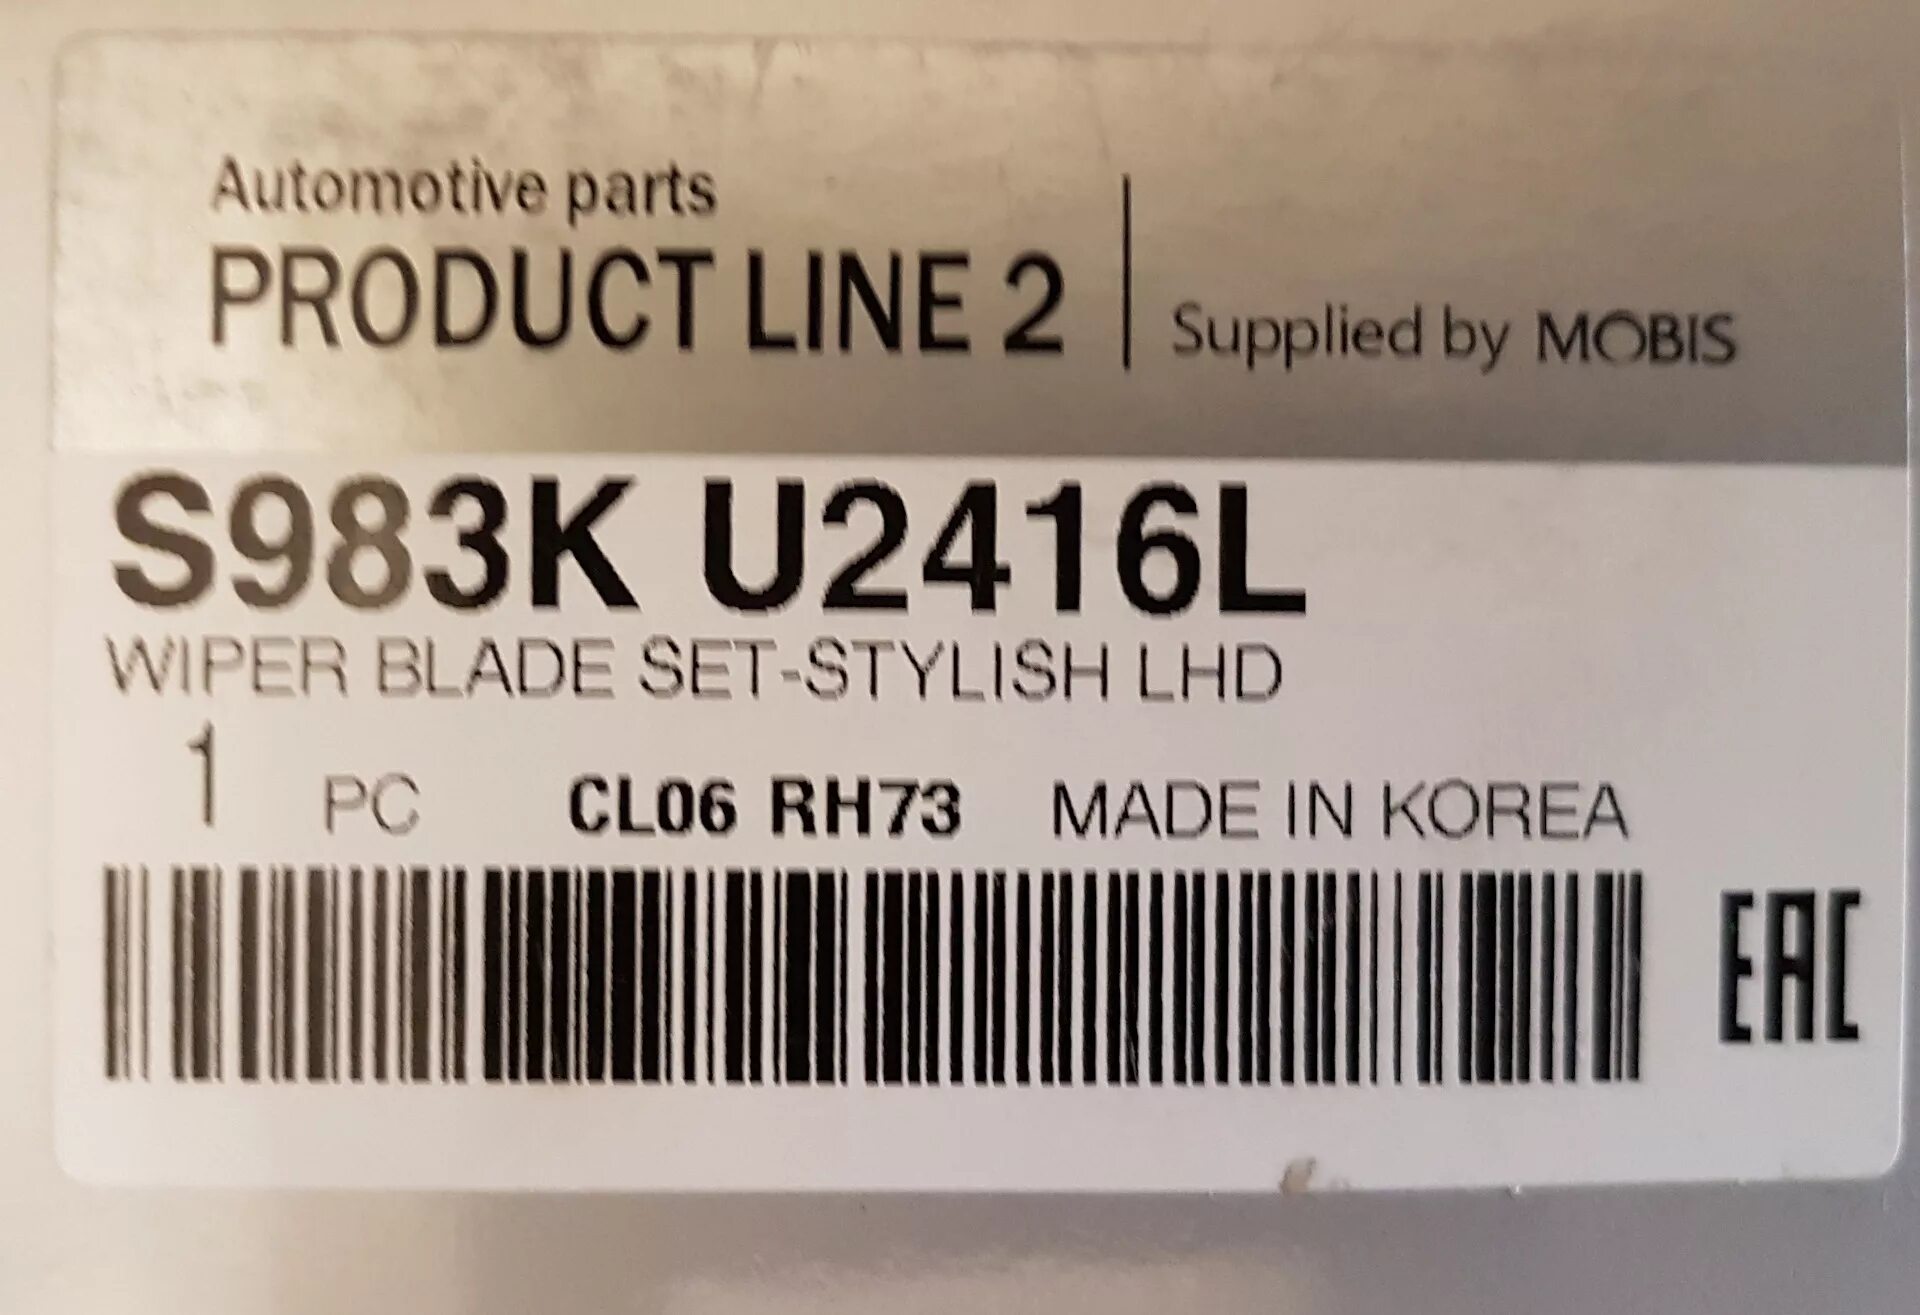 Automotive parts
PRODUCT LINE 2
Supplied by MOBIS
S983K U2416L
WIPER BLADE SET-STYLISH LHD
1 PC CL06 RH73 MADE IN KOREA
EAC